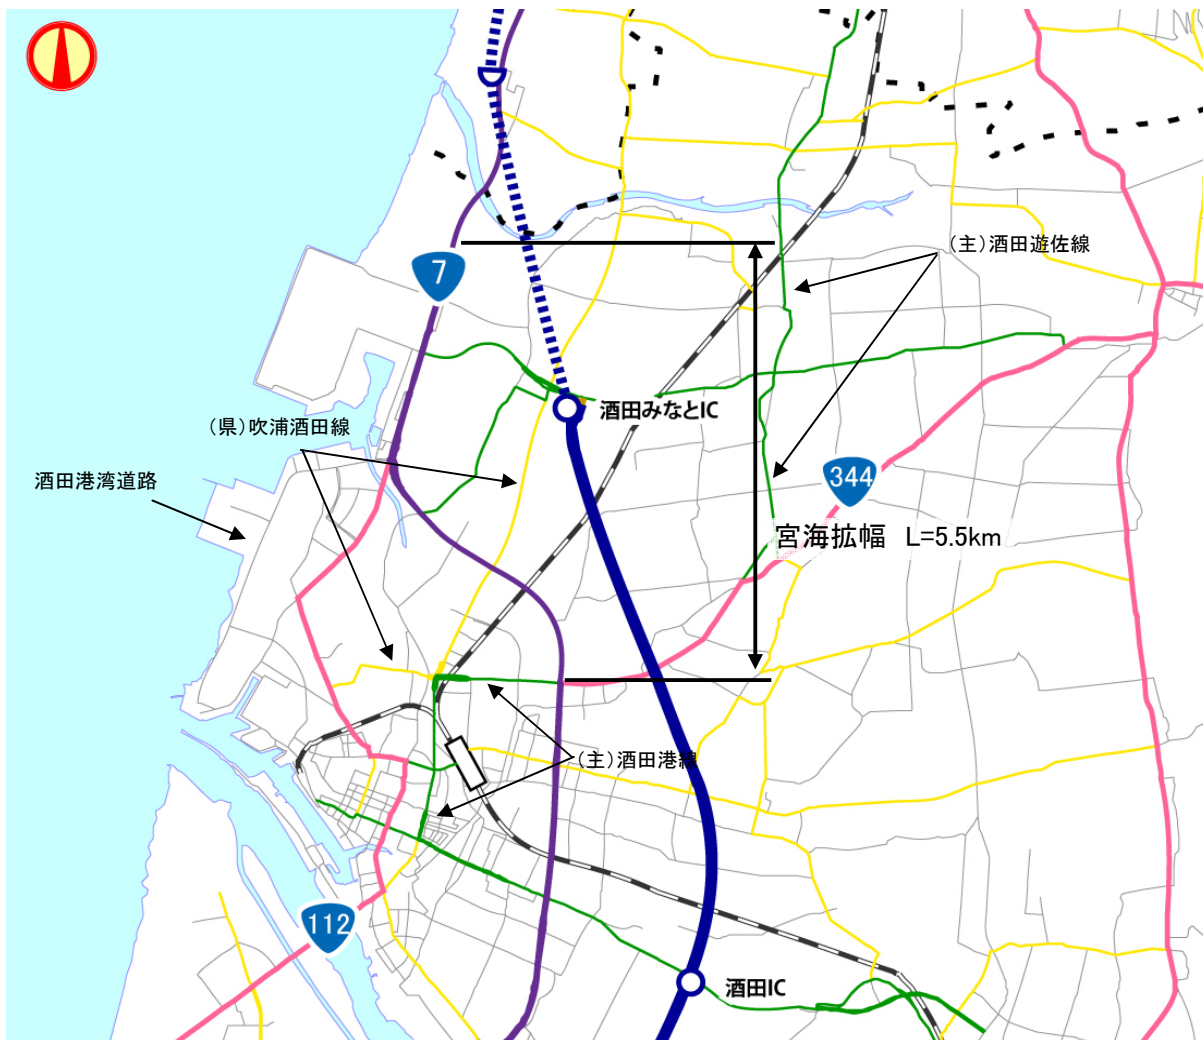 (主)酒田遊佐線
7
酒田みなとIC
(県)吹浦酒田線
344
酒田港湾道路
宮海拡幅 L=5.5km
(主)酒田港線
112
酒田IC